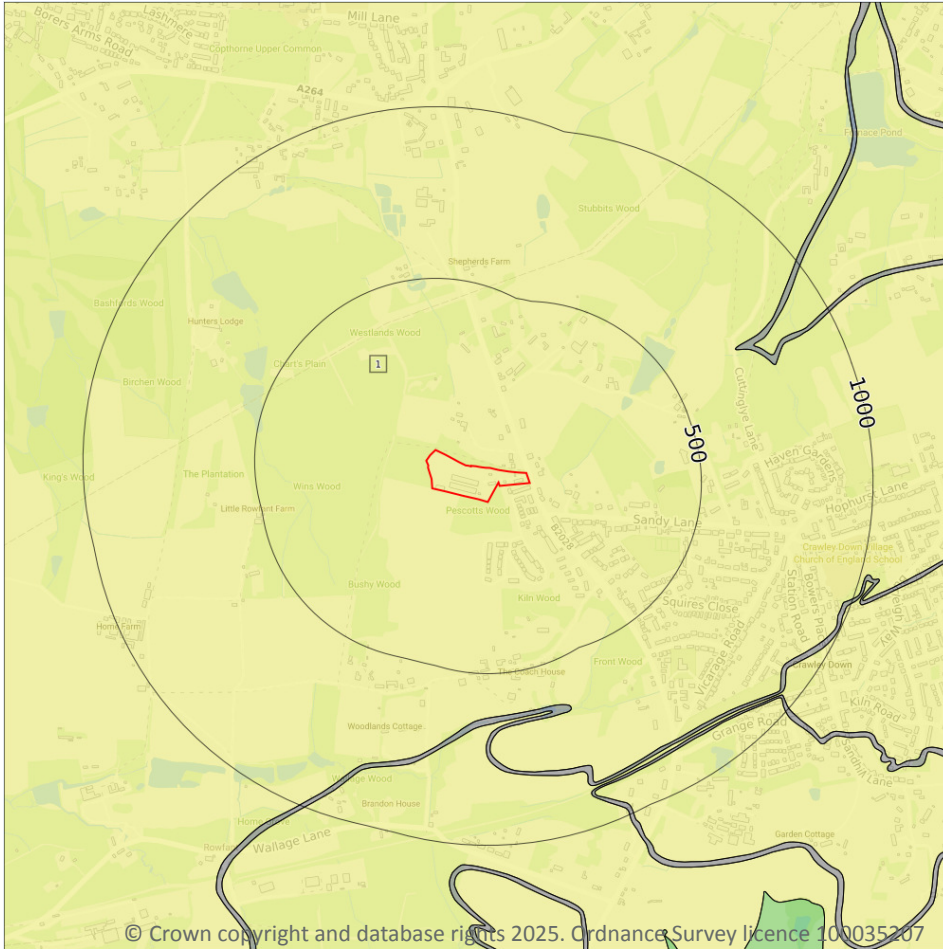 Lashmere
Borers Arms Road
Mill Lane
Copthorne Upper Common
A264
Furnace Pond
Stubbits Wood
Shepherds Farm
Bashfords Wood
Hunters Lodge
Westlands Wood
Chart's Plain
1
Birchen Wood
Cuttinglye Lane
1000
500
Haven Gardens
King's Wood
The Plantation
Wins Wood
Hophurst Lane
Little Rowfant Farm
Pescotts Wood
Sandy Lane
B2028
Crawley Down Village
Church of England School
Bushy Wood
Kiln Wood
Squires Close
Station Road
Bowers Place
Home Farm
Vicarage Road
Front Wood
Crawley Down
The Coach House
Kiln Road
Woodlands Cottage
Grange Road
Sandhill Lane
Wallage Wood
Brandon House
Wallage Lane
Garden Cottage
© Crown copyright and database rights 2025. Ordnance Survey licence 100035207